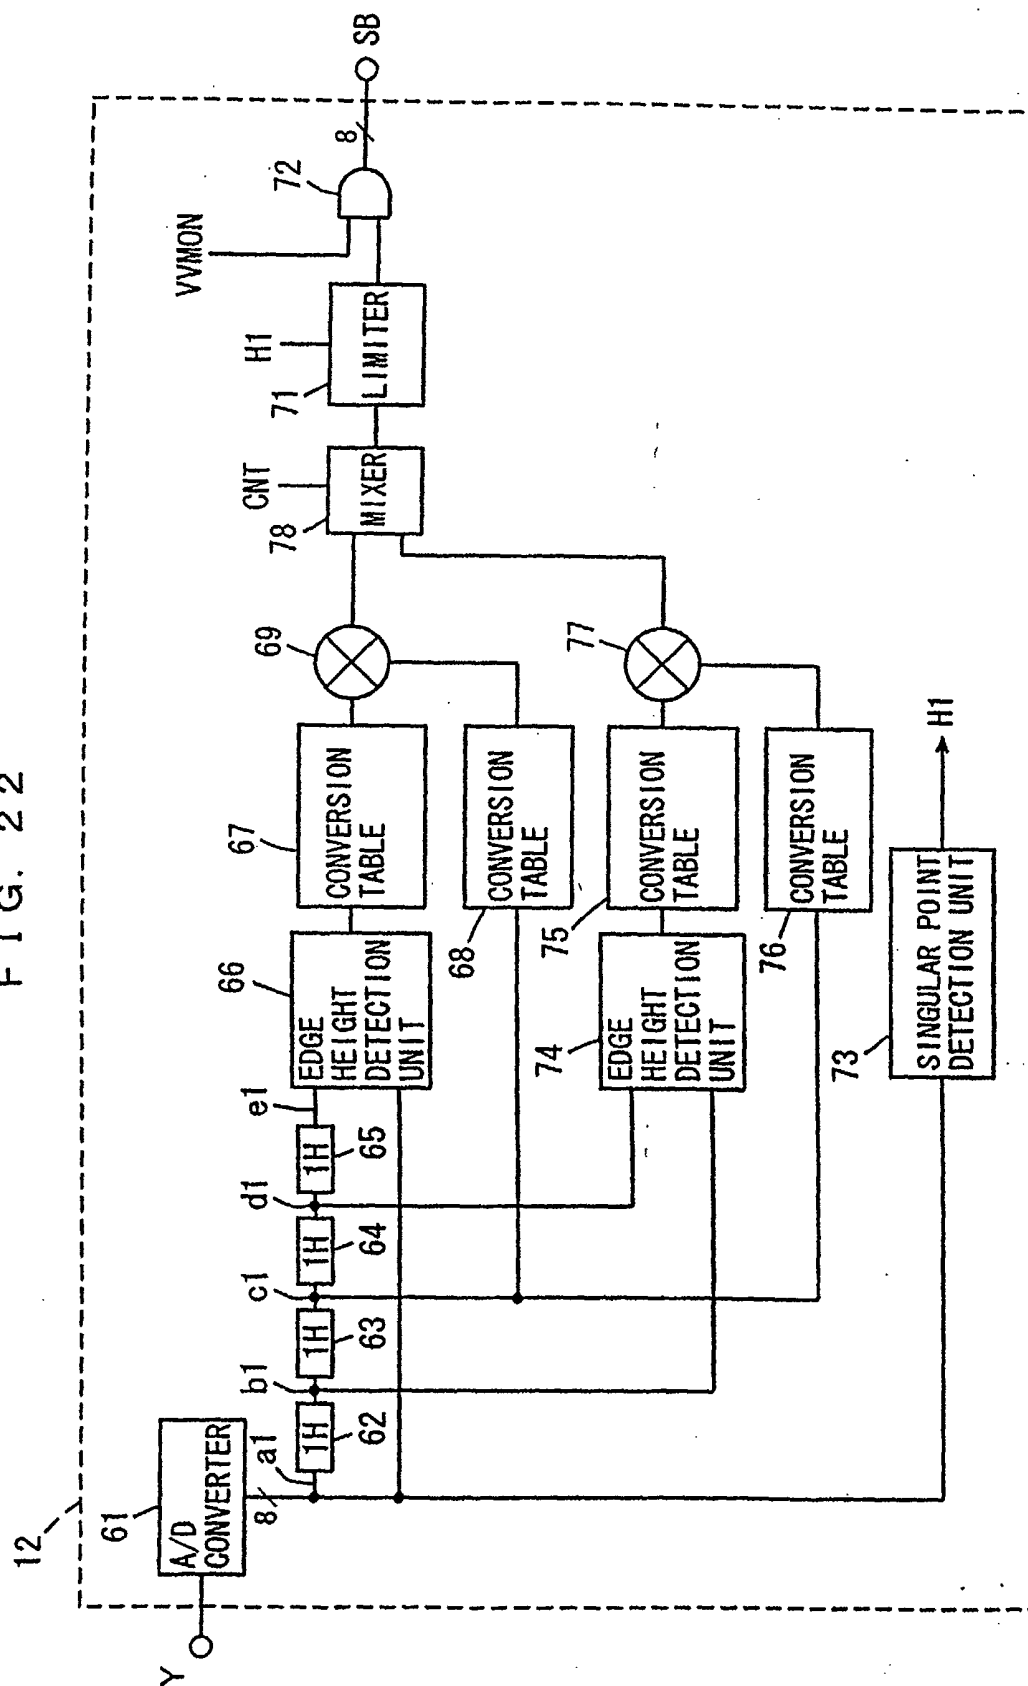 FIG. 22
12
Y
61
A/D
CONVERTER
8
a1
1H
62
b1
1H
63
c1
1H
64
d1
1H
65
e1
66
EDGE
HEIGHT
DETECTION
UNIT
67
CONVERSION
TABLE
68
CONVERSION
TABLE
69
74
EDGE
HEIGHT
DETECTION
UNIT
75
CONVERSION
TABLE
76
CONVERSION
TABLE
77
73
SINGULAR POINT
DETECTION UNIT
H1
CNT
78
MIXER
H1
71
LIMITER
VVMON
72
8
SB